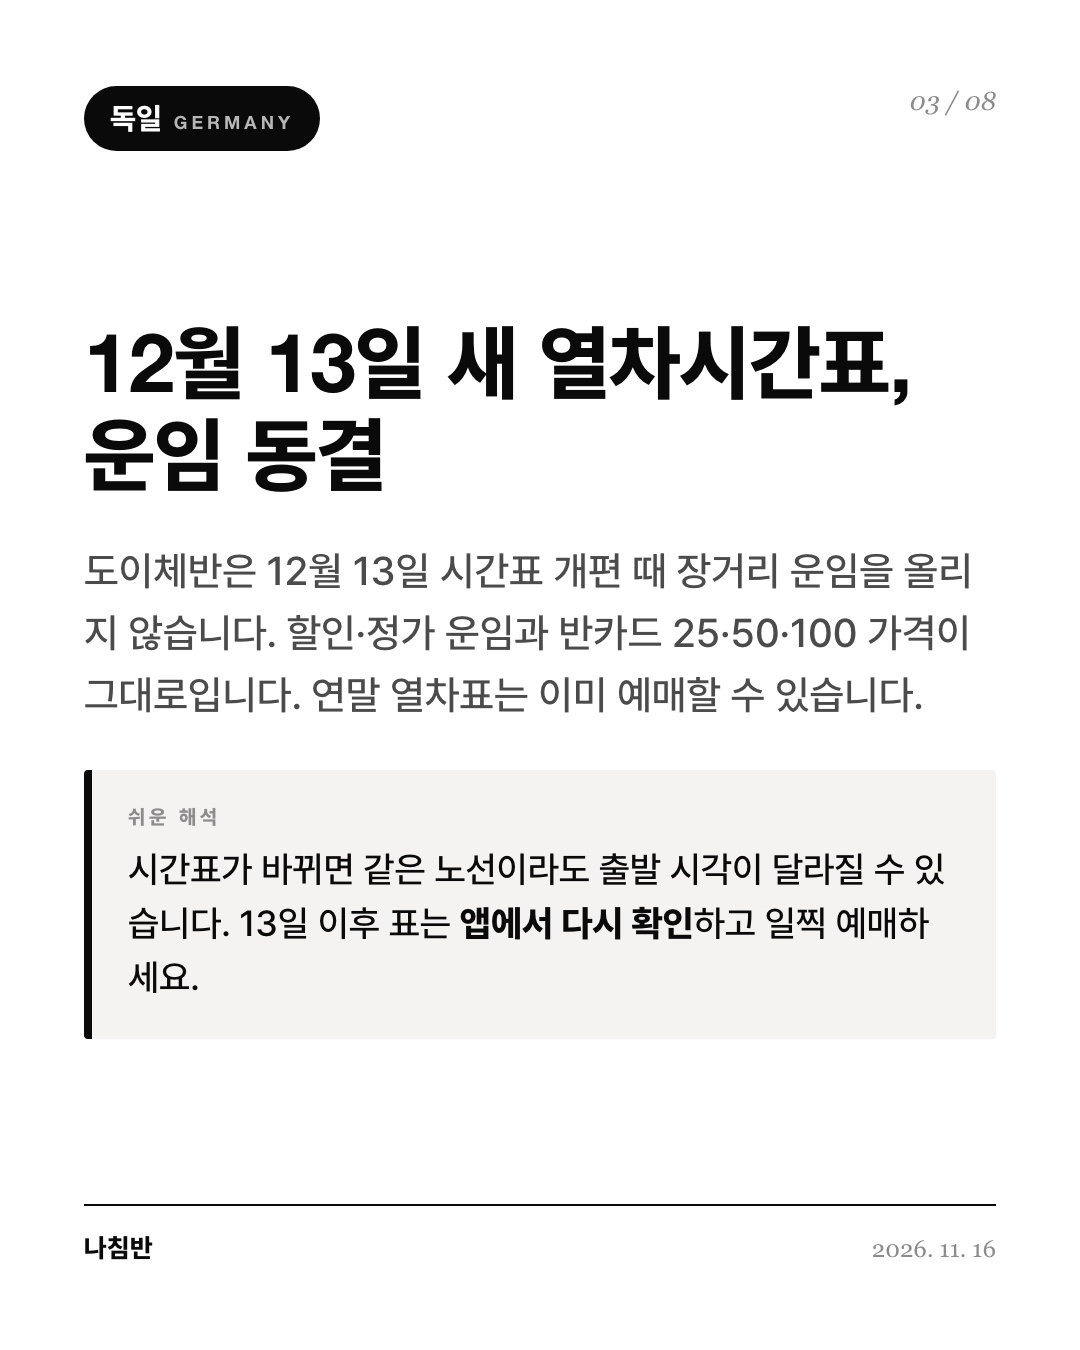 독일 GERMANY
03 / 08
12월 13일 새 열차시간표,
운임 동결
도이체반은 12월 13일 시간표 개편 때 장거리 운임을 올리
지 않습니다. 할인·정가 운임과 반카드 25·50·100 가격이
그대로입니다. 연말 열차표는 이미 예매할 수 있습니다.
쉬운 해석
시간표가 바뀌면 같은 노선이라도 출발 시각이 달라질 수 있
습니다. 13일 이후 표는 앱에서 다시 확인하고 일찍 예매하
세요.
나침반
2026. 11. 16